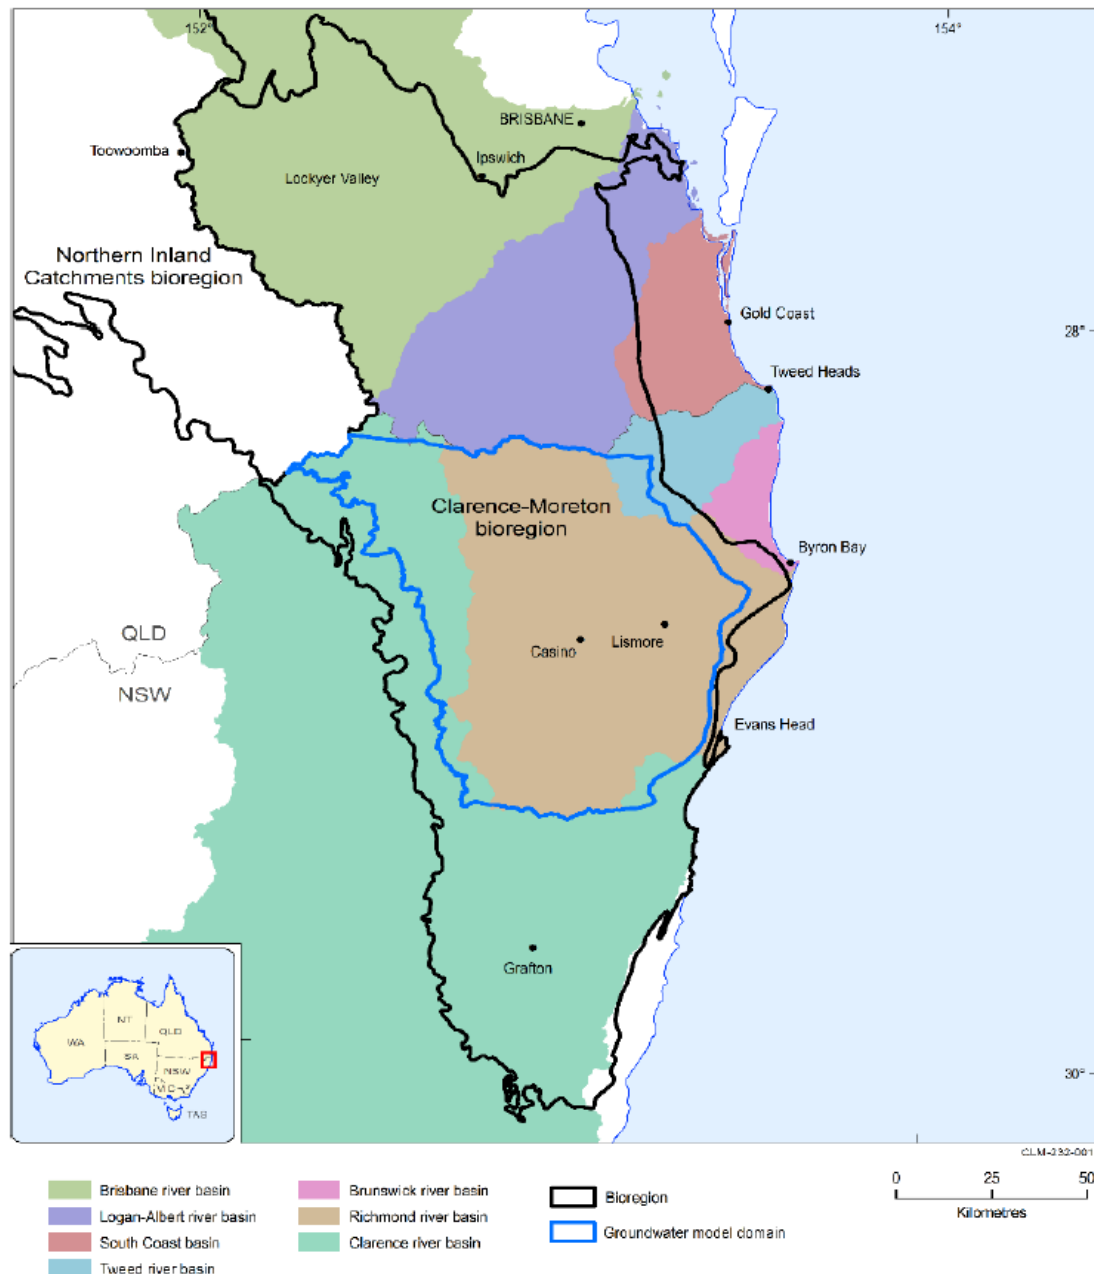 152°
154°
BRISBANE
Toowoomba
Ipswich
Lockyer Valley
Northern Inland
Catchments bioregion
Gold Coast
28°
Tweed Heads
Clarence-Moreton
bioregion
Byron Bay
QLD
Lismore
Casino
NSW
Evans Head
Grafton
NT
QLD
WA
SA
NSW
VIC
TAS
30°
CLM-232-001
Brisbane river basin
Logan-Albert river basin
South Coast basin
Tweed river basin
Brunswick river basin
Richmond river basin
Clarence river basin
Bioregion
Groundwater model domain
0 25 50
Kilometres